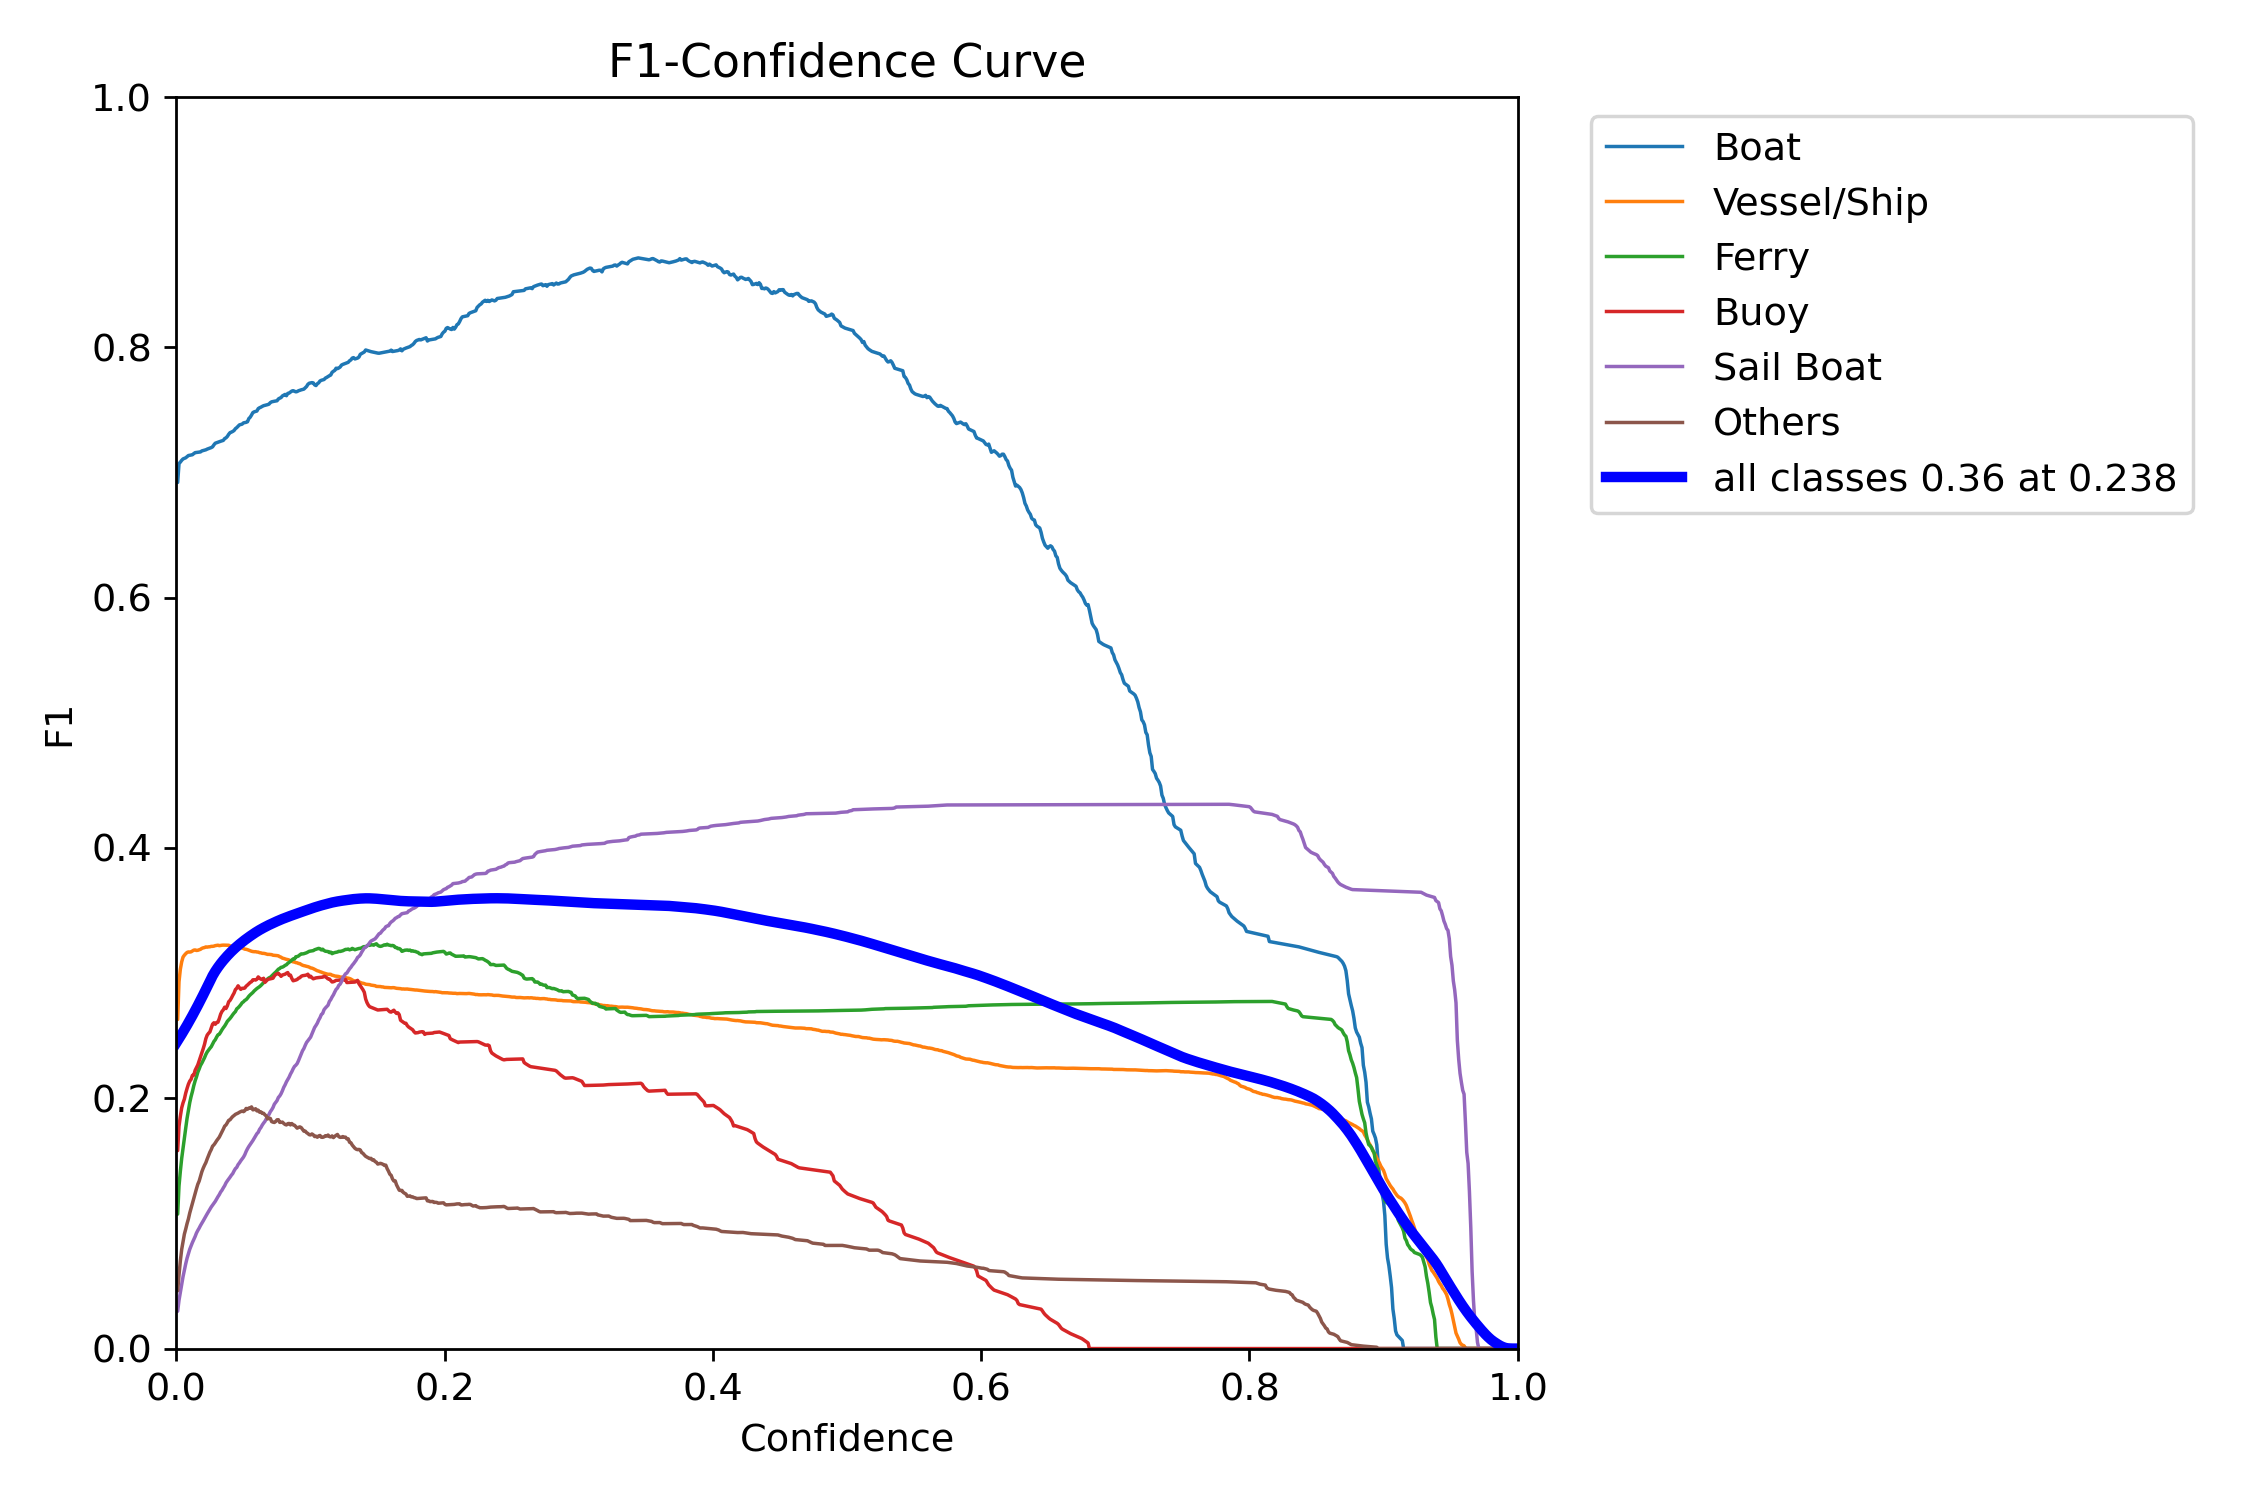 F1-Confidence Curve
1.0
0.8
0.6
0.4
0.2
0.0
F1
0.0 0.2 0.4 0.6 0.8 1.0
Confidence
Boat
Vessel/Ship
Ferry
Buoy
Sail Boat
Others
all classes 0.36 at 0.238